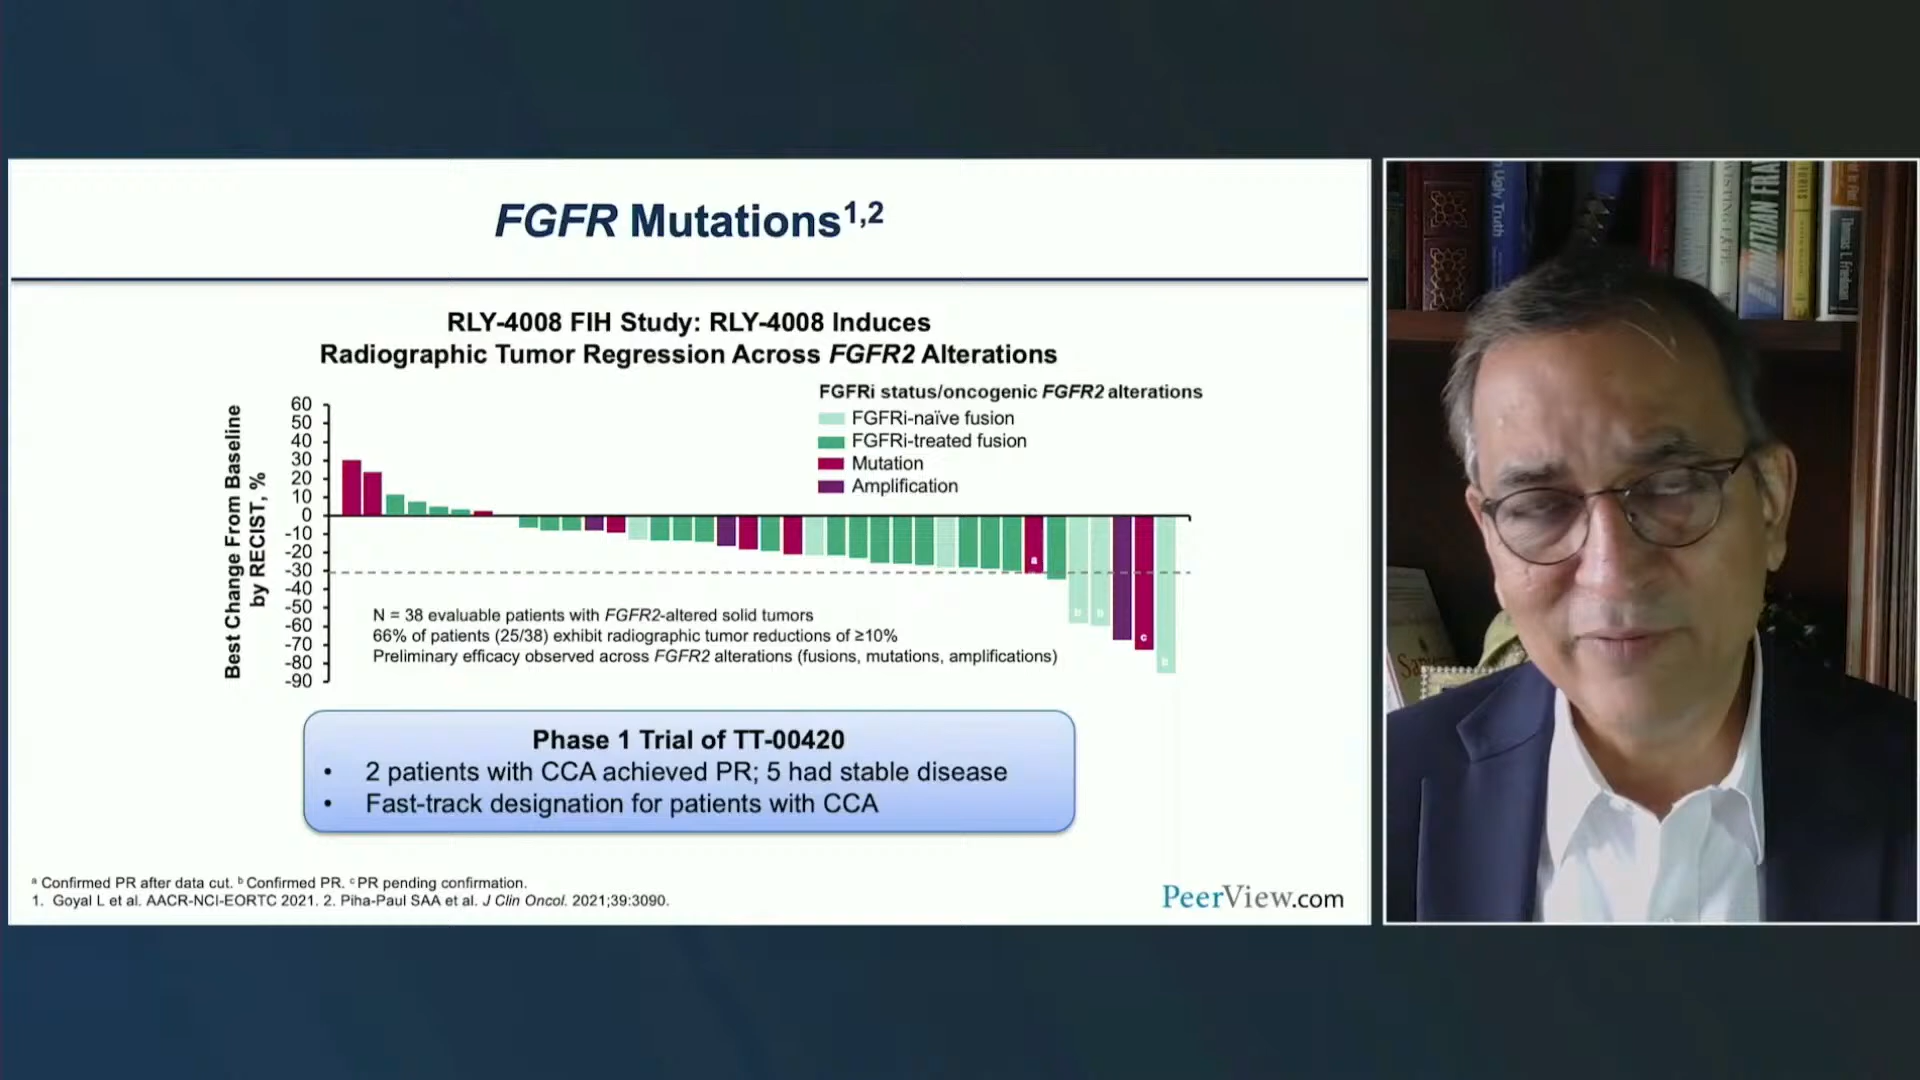 FGFR Mutations1,2
RLY-4008 FIH Study: RLY-4008 Induces
Radiographic Tumor Regression Across FGFR2 Alterations
Best Change From Baseline
by RECIST, %
60
50
40
30
20
10
0
-10
-20
-30
-40
-50
-60
-70
-80
-90
FGFRi status/oncogenic FGFR2 alterations
FGFRi-naïve fusion
FGFRi-treated fusion
Mutation
Amplification
a
b
b
c
b
N = 38 evaluable patients with FGFR2-altered solid tumors
66% of patients (25/38) exhibit radiographic tumor reductions of ≥10%
Preliminary efficacy observed across FGFR2 alterations (fusions, mutations, amplifications)
Phase 1 Trial of TT-00420
• 2 patients with CCA achieved PR; 5 had stable disease
• Fast-track designation for patients with CCA
a Confirmed PR after data cut. b Confirmed PR. c PR pending confirmation.
1. Goyal L et al. AACR-NCI-EORTC 2021. 2. Piha-Paul SAA et al. J Clin Oncol. 2021;39:3090.
PeerView.com
Ugly Truth